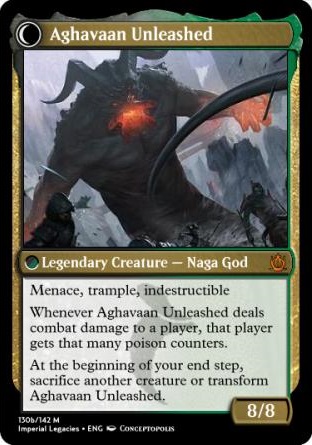 Aghavaan Unleashed
Legendary Creature — Naga God
Menace, trample, indestructible
Whenever Aghavaan Unleashed deals
combat damage to a player, that player
gets that many poison counters.
At the beginning of your end step,
sacrifice another creature or transform
Aghavaan Unleashed.
8/8
130b/142 M
Imperial Legacies • ENG Conceptopolis